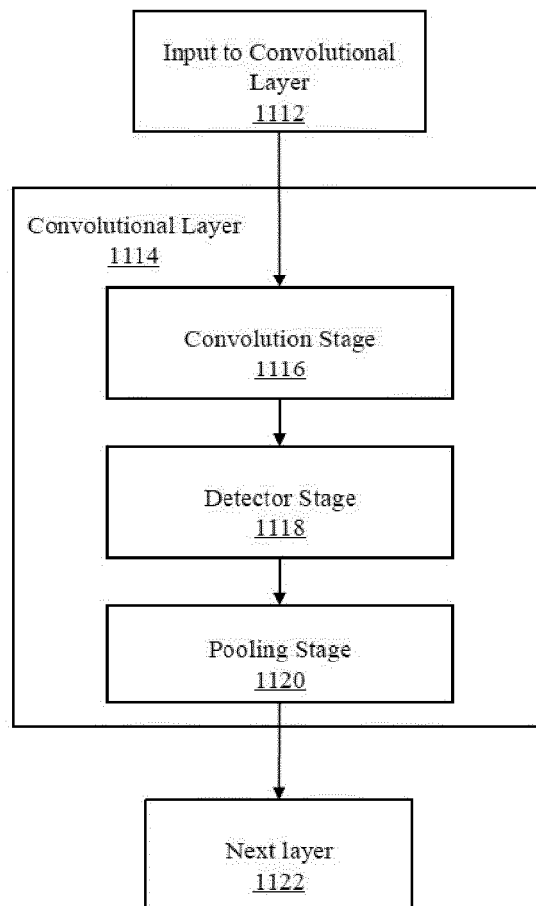 Input to Convolutional
Layer
1112
Convolutional Layer
1114
Convolution Stage
1116
Detector Stage
1118
Pooling Stage
1120
Next layer
1122